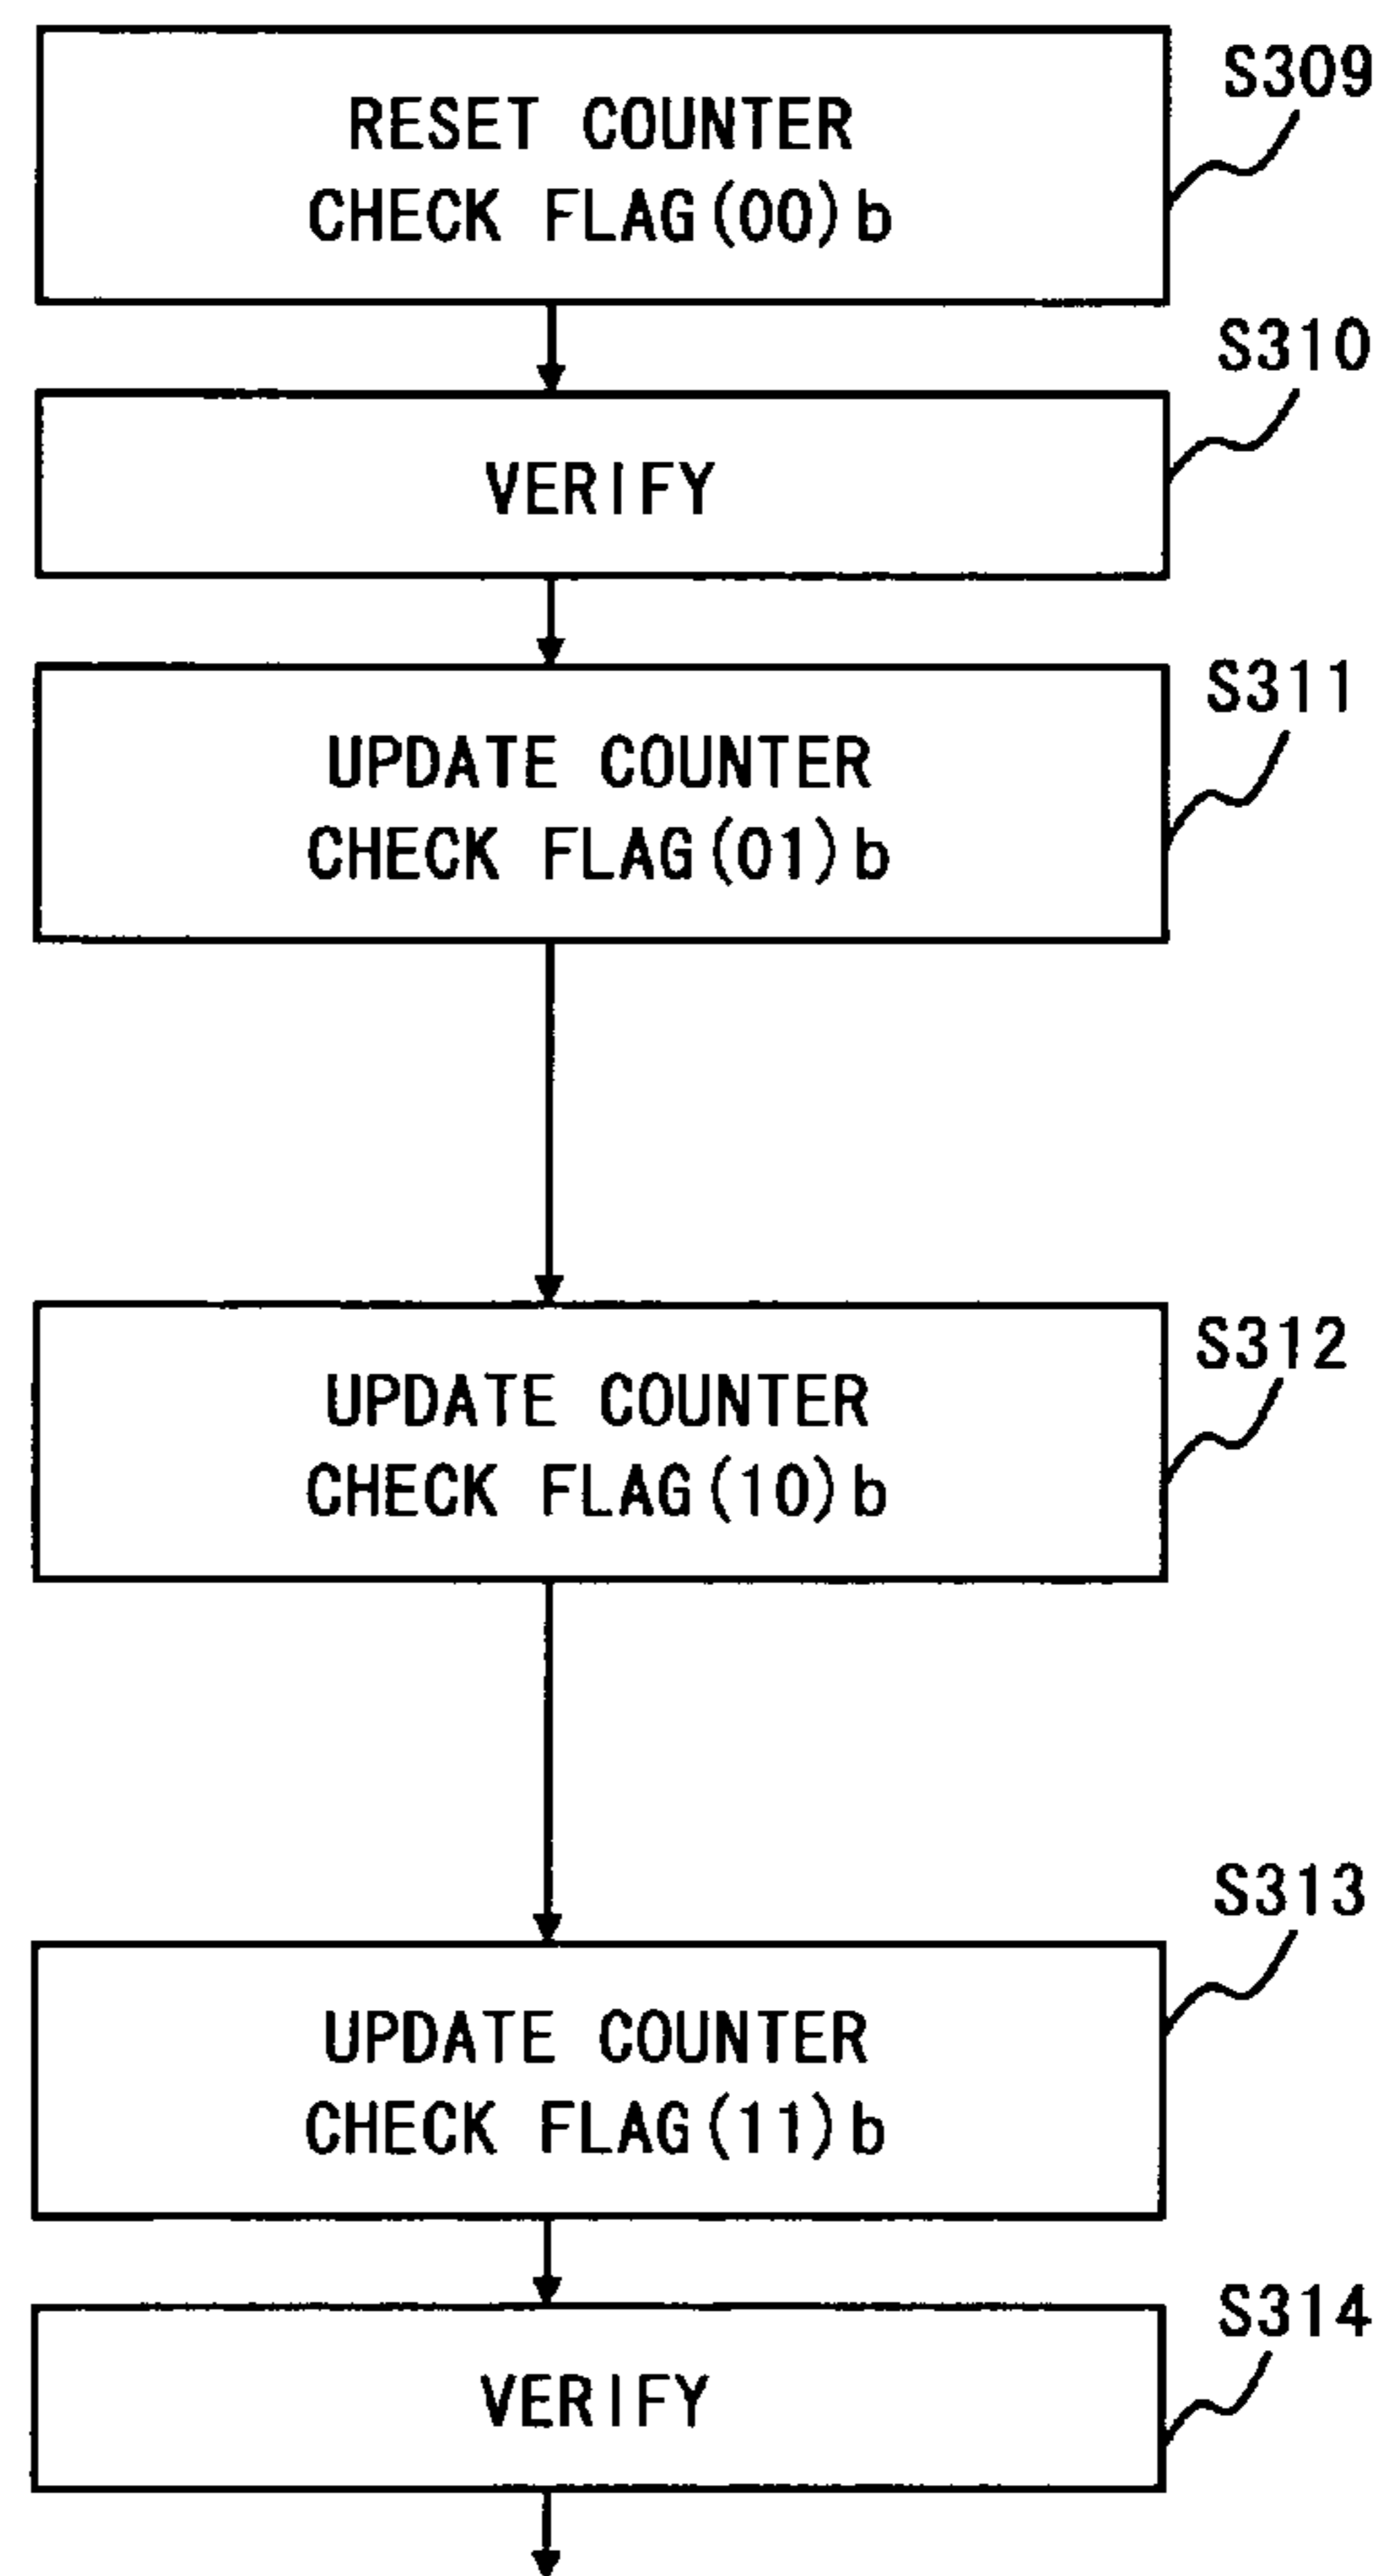 S309
RESET COUNTER
CHECK FLAG(00)b
S310
VERIFY
S311
UPDATE COUNTER
CHECK FLAG(01)b
S312
UPDATE COUNTER
CHECK FLAG(10)b
S313
UPDATE COUNTER
CHECK FLAG(11)b
S314
VERIFY